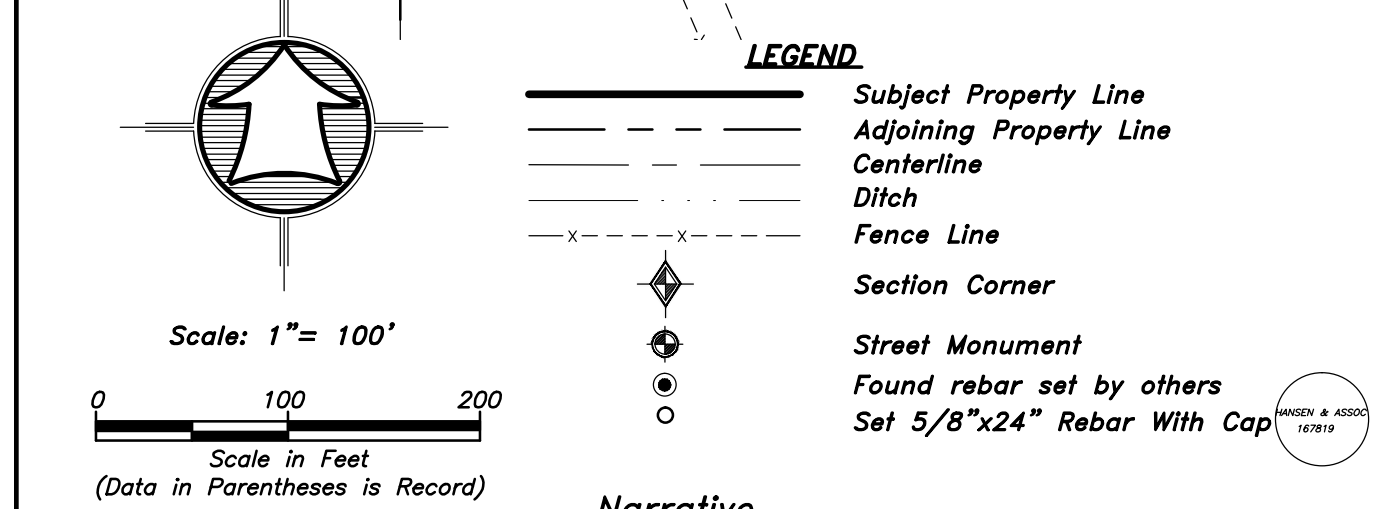 LEGEND
Subject Property Line
Adjoining Property Line
Centerline
Ditch
x x
Fence Line
Section Corner
Street Monument
Found rebar set by others
Set 5/8"x24" Rebar With Cap
HANSEN & ASSOC
167819
Scale: 1"= 100'
0 100 200
Scale in Feet
(Data in Parentheses is Record)
Narrative